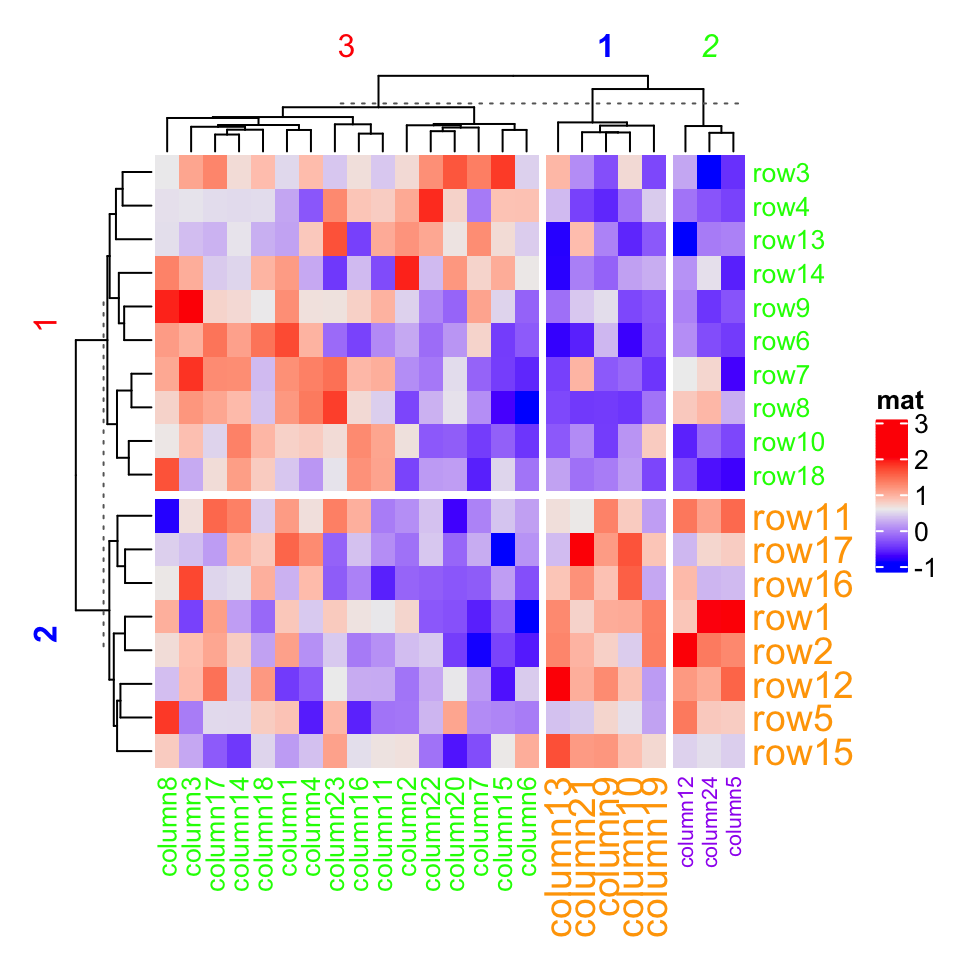 3
1
2
row3
row4
row13
row14
row9
row6
row7
row8
row10
row18
row11
row17
row16
row1
row2
row12
row5
row15
1
2
mat
3
2
1
0
-1
column8
column3
column17
column14
column18
column1
column4
column23
column16
column11
column2
column22
column20
column7
column15
column6
column13
column21
column9
column10
column19
column12
column24
column5